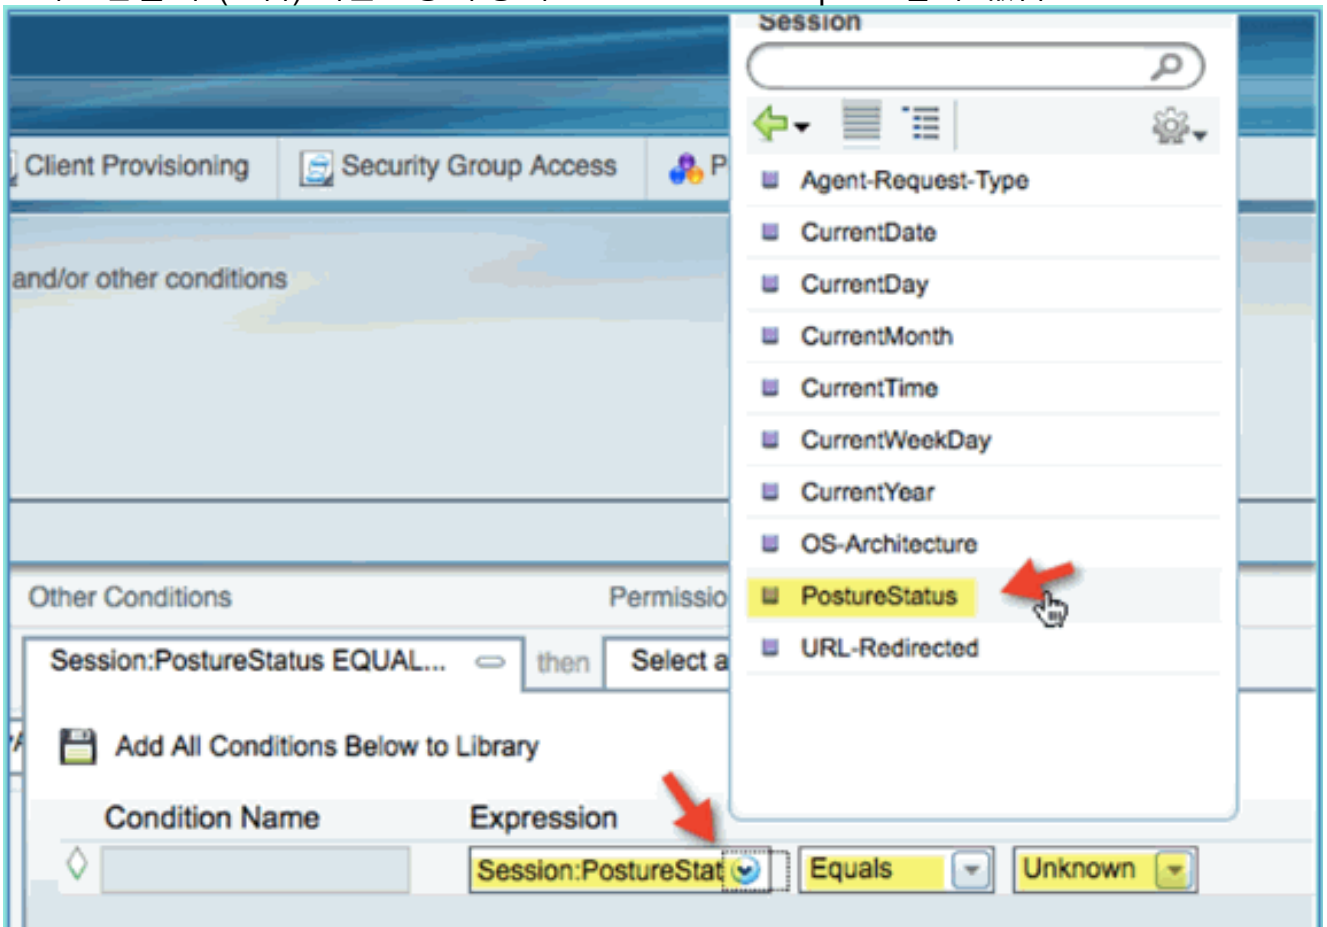 Session
Client Provisioning
Security Group Access
P
and/or other conditions
Agent-Request-Type
CurrentDate
CurrentDay
CurrentMonth
CurrentTime
CurrentWeekDay
CurrentYear
OS-Architecture
PostureStatus
URL-Redirected
Other Conditions
Permissio
Session:PostureStatus EQUAL...
then
Select a
Add All Conditions Below to Library
Condition Name
Expression
Session:PostureStat
Equals
Unknown